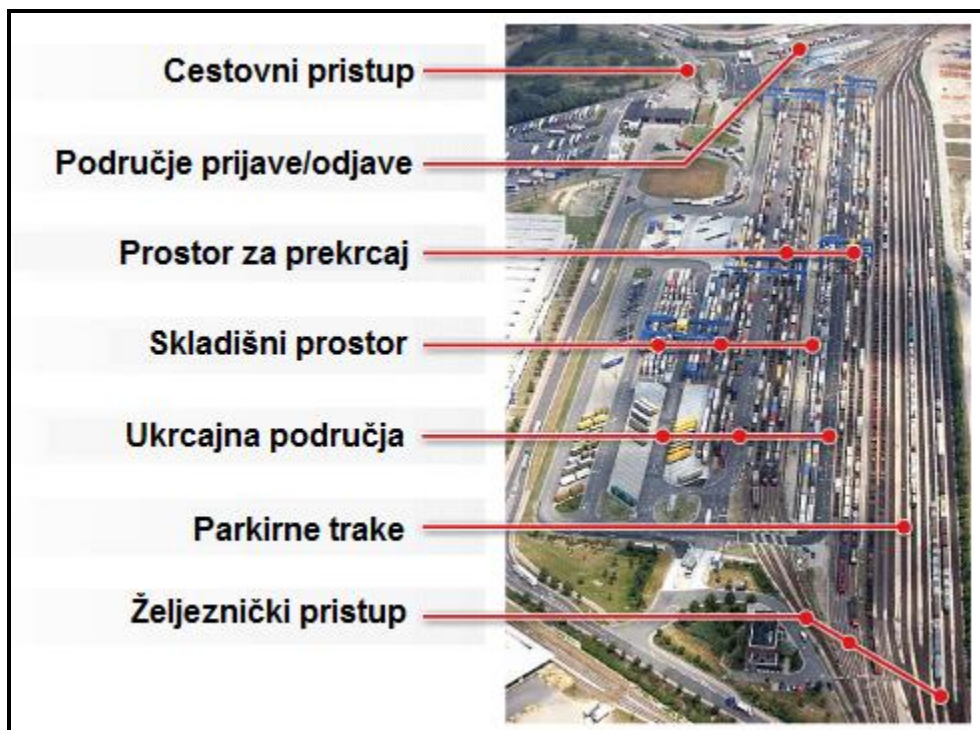 Cestovni pristup
Područje prijave/odjave
Prostor za prekrcaj
Skladišni prostor
Ukrcajna područja
Parkirne trake
Željeznički pristup